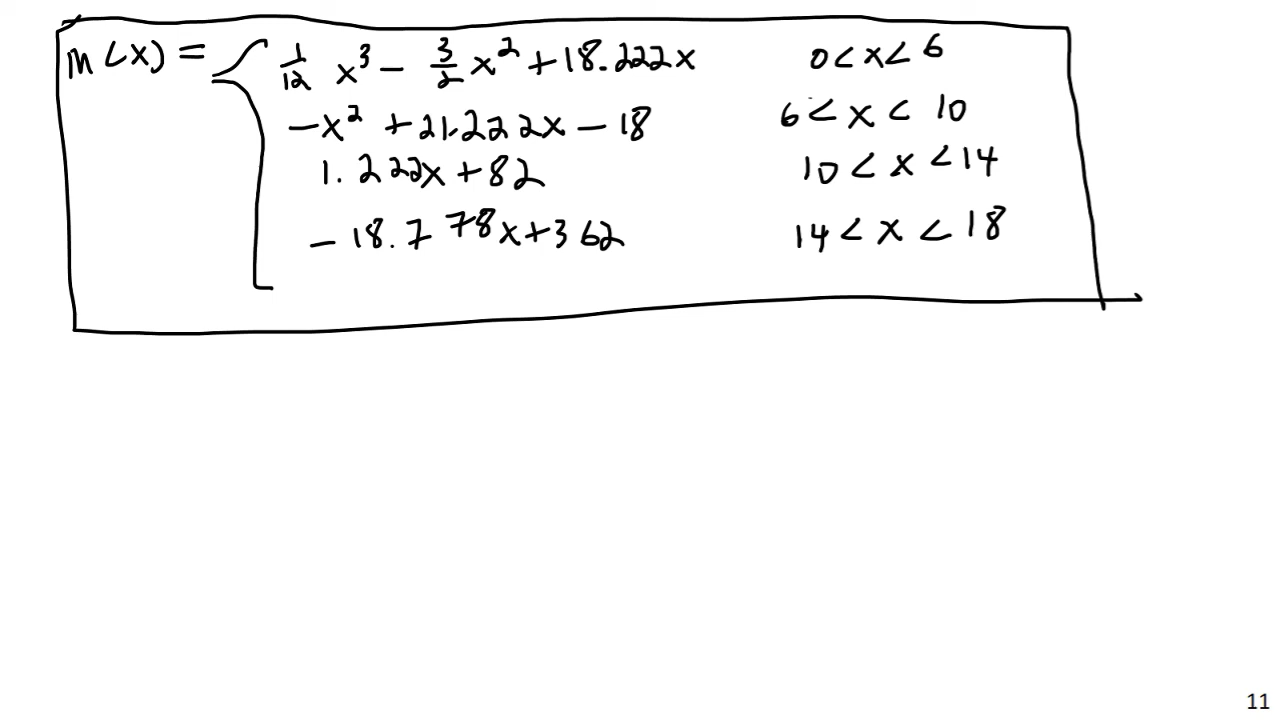 m(x) = { 1/12 x³ − 3/2 x² + 18.222x 0 < x < 6
−x² + 21.222x − 18 6 < x < 10
1.222x + 82 10 < x < 14
−18.778x + 362 14 < x < 18
11